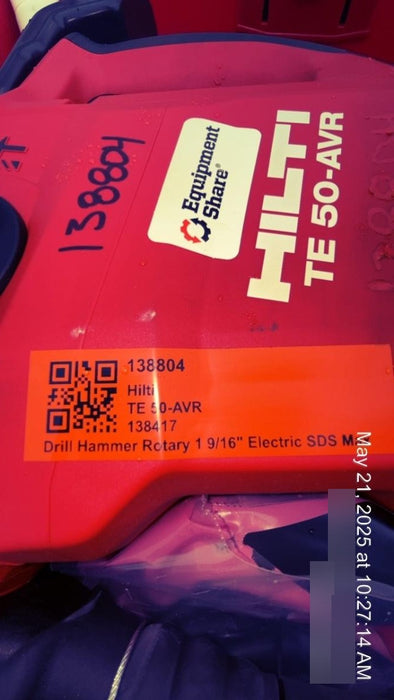 138804
Equipment
Share®
HILTI
TE 50-AVR
138804
Hilti
TE 50-AVR
138417
Drill Hammer Rotary 1 9/16" Electric SDS
May 21, 2025 at 10:27:14 AM